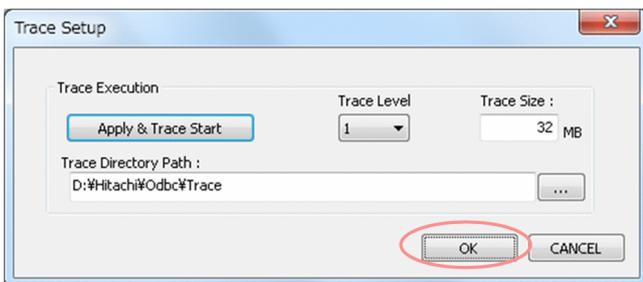 Trace Setup
Trace Execution
Trace Level
Trace Size :
Apply & Trace Start
1
32 MB
Trace Directory Path :
D:¥Hitachi¥Odbc¥Trace
...
OK
CANCEL